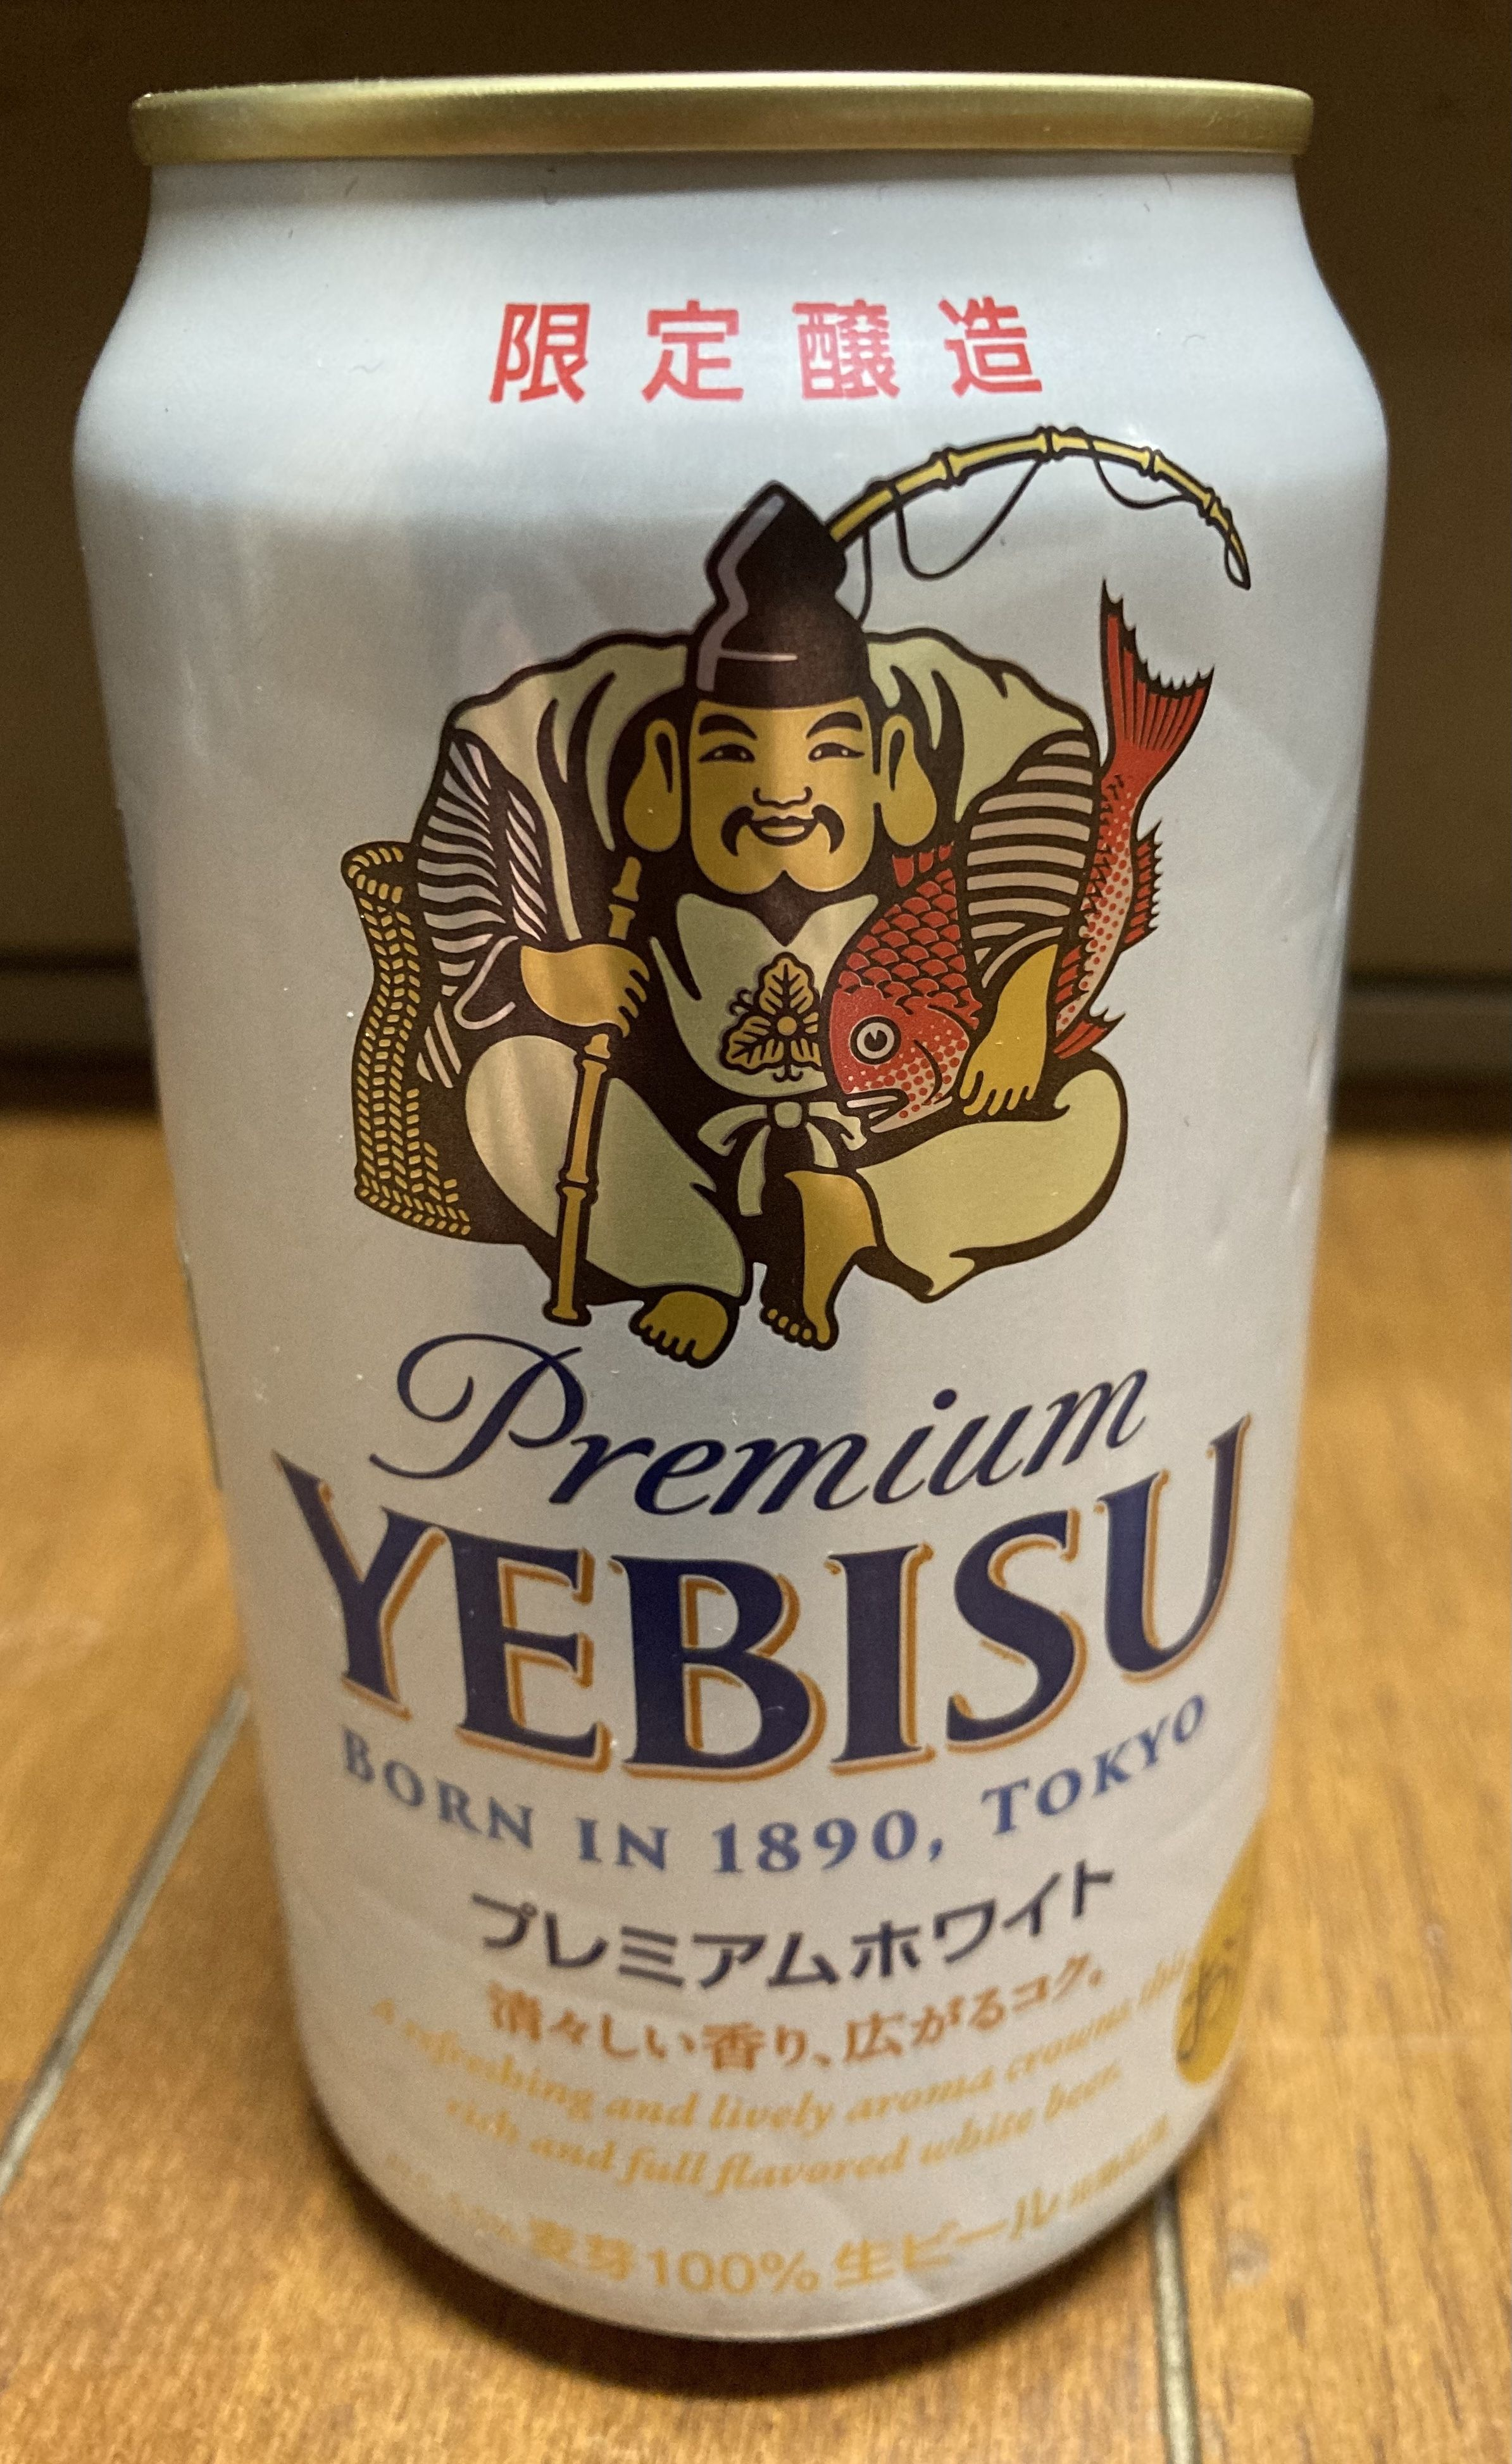 限定醸造
Premium
YEBISU
BORN IN 1890, TOKYO
プレミアムホワイト
清々しい香り、広がるコク。
A refreshing and lively aroma crowns this
rich and full flavored white beer.
麦芽100% 生ビール